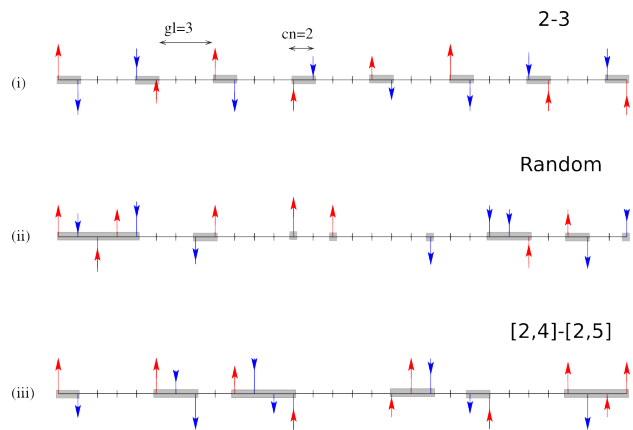 2-3
gl=3
cn=2
(i)
Random
(ii)
[2,4]-[2,5]
(iii)